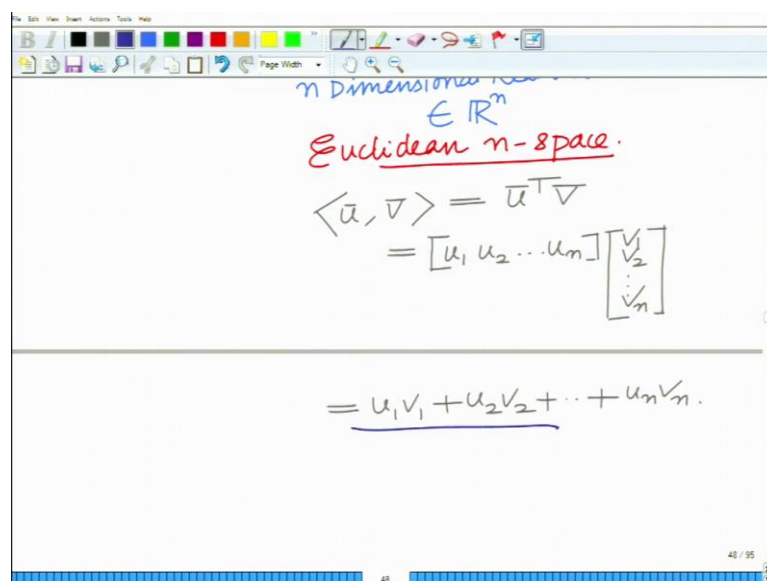 File Edit View Insert Actions Tools Help
B I
Page Width
n Dimensional
∈ ℝⁿ
Euclidean n-space.
⟨ū, v̄⟩ = ūᵀv̄
= [u₁ u₂ ... uₙ] [v₁ v₂ ⋮ vₙ]
= u₁v₁ + u₂v₂ + ·· + uₙvₙ.
48 / 95
48